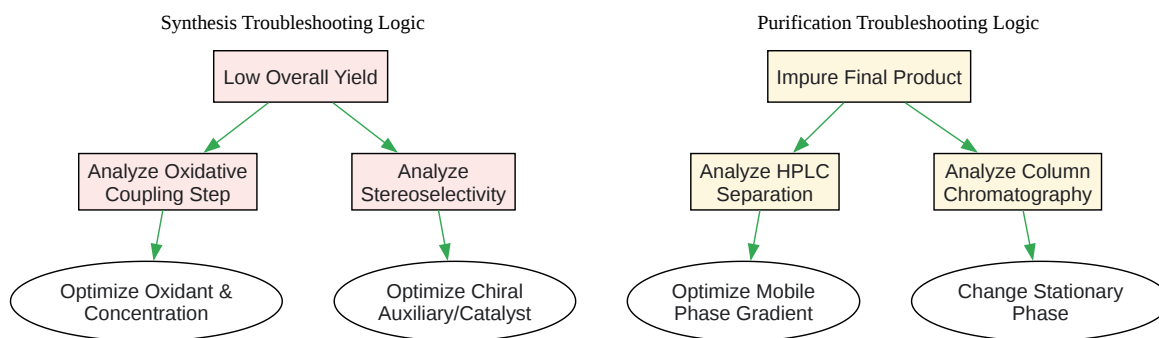 Synthesis Troubleshooting Logic
Low Overall Yield
Analyze Oxidative
Coupling Step
Analyze
Stereoselectivity
Optimize Oxidant &
Concentration
Optimize Chiral
Auxiliary/Catalyst
Purification Troubleshooting Logic
Impure Final Product
Analyze HPLC
Separation
Analyze Column
Chromatography
Optimize Mobile
Phase Gradient
Change Stationary
Phase